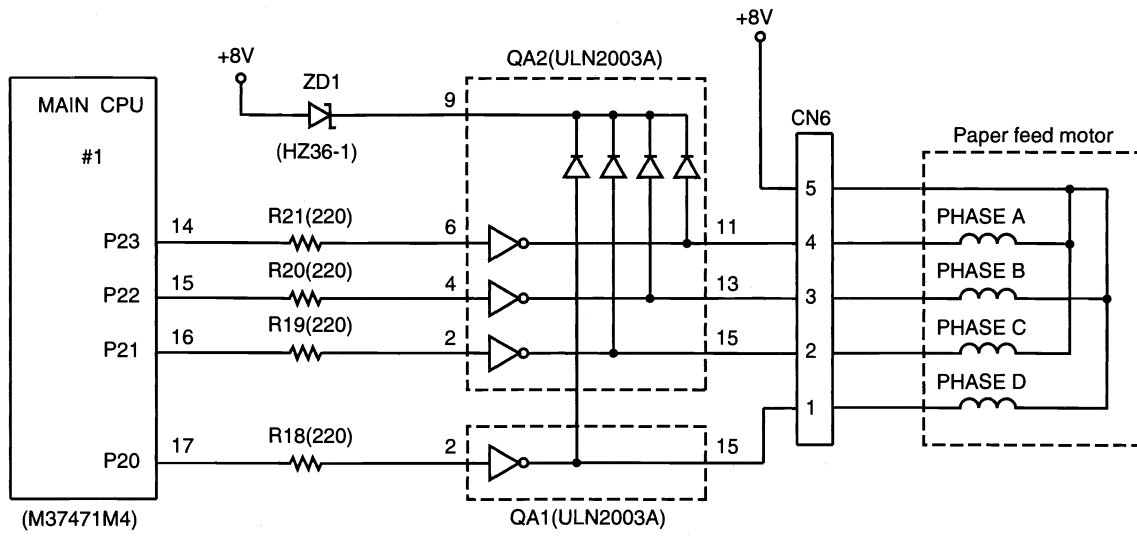 +8V
+8V
QA2(ULN2003A)
ZD1
9
MAIN CPU
CN6
(HZ36-1)
#1
Paper feed motor
5
R21(220)
PHASE A
14
6
11
P23
4
R20(220)
PHASE B
15
4
13
P22
3
R19(220)
PHASE C
16
2
15
P21
2
PHASE D
1
R18(220)
17
2
15
P20
(M37471M4)
QA1(ULN2003A)